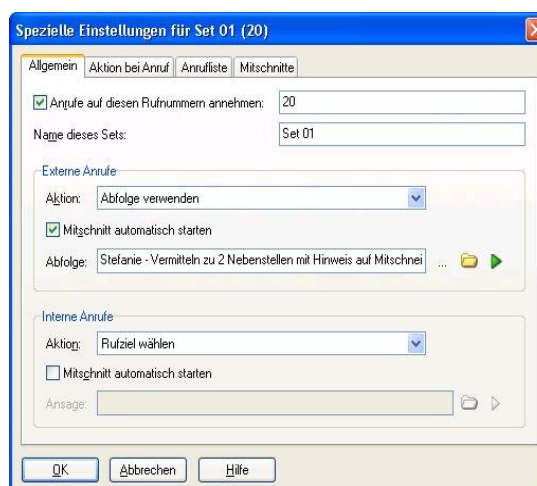 Spezielle Einstellungen für Set 01 (20)
Allgemein Aktion bei Anruf Anrufliste Mitschnitte
Anrufe auf diesen Rufnummern annehmen: 20
Name dieses Sets: Set 01
Externe Anrufe
Aktion: Abfolge verwenden
Mitschnitt automatisch starten
Abfolge: Stefanie - Vermitteln zu 2 Nebenstellen mit Hinweis auf Mitschnei ...
Interne Anrufe
Aktion: Rufziel wählen
Mitschnitt automatisch starten
Ansage:
OK Abbrechen Hilfe